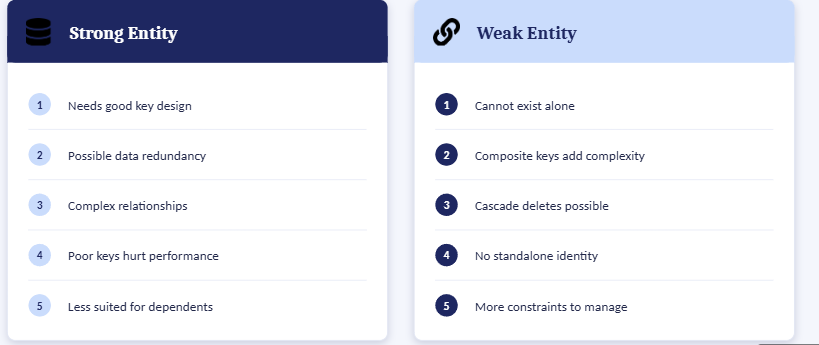 Strong Entity
1 Needs good key design
2 Possible data redundancy
3 Complex relationships
4 Poor keys hurt performance
5 Less suited for dependents
Weak Entity
1 Cannot exist alone
2 Composite keys add complexity
3 Cascade deletes possible
4 No standalone identity
5 More constraints to manage